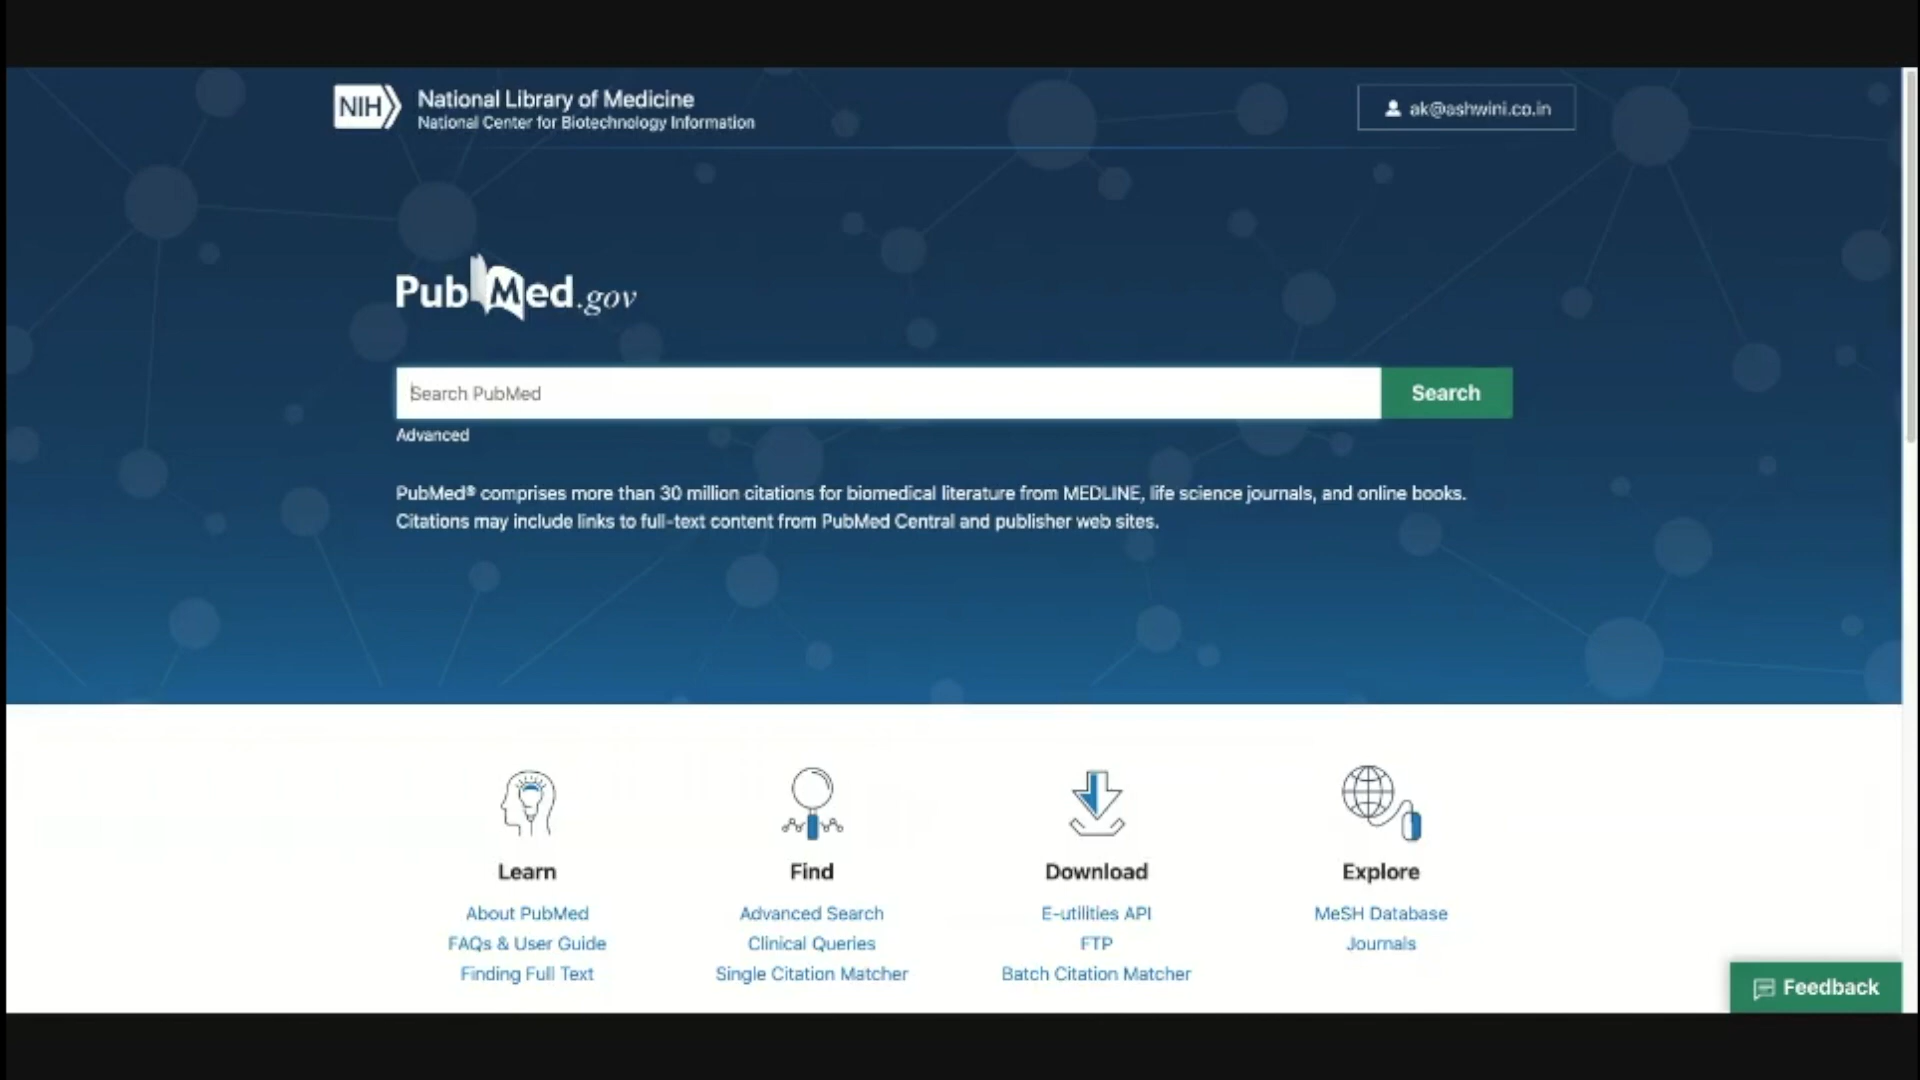 NIH
National Library of Medicine
National Center for Biotechnology Information
ak@ashwini.co.in
PubMed.gov
Search PubMed
Search
Advanced
PubMed® comprises more than 30 million citations for biomedical literature from MEDLINE, life science journals, and online books.
Citations may include links to full-text content from PubMed Central and publisher web sites.
Learn
About PubMed
FAQs & User Guide
Finding Full Text
Find
Advanced Search
Clinical Queries
Single Citation Matcher
Download
E-utilities API
FTP
Batch Citation Matcher
Explore
MeSH Database
Journals
Feedback